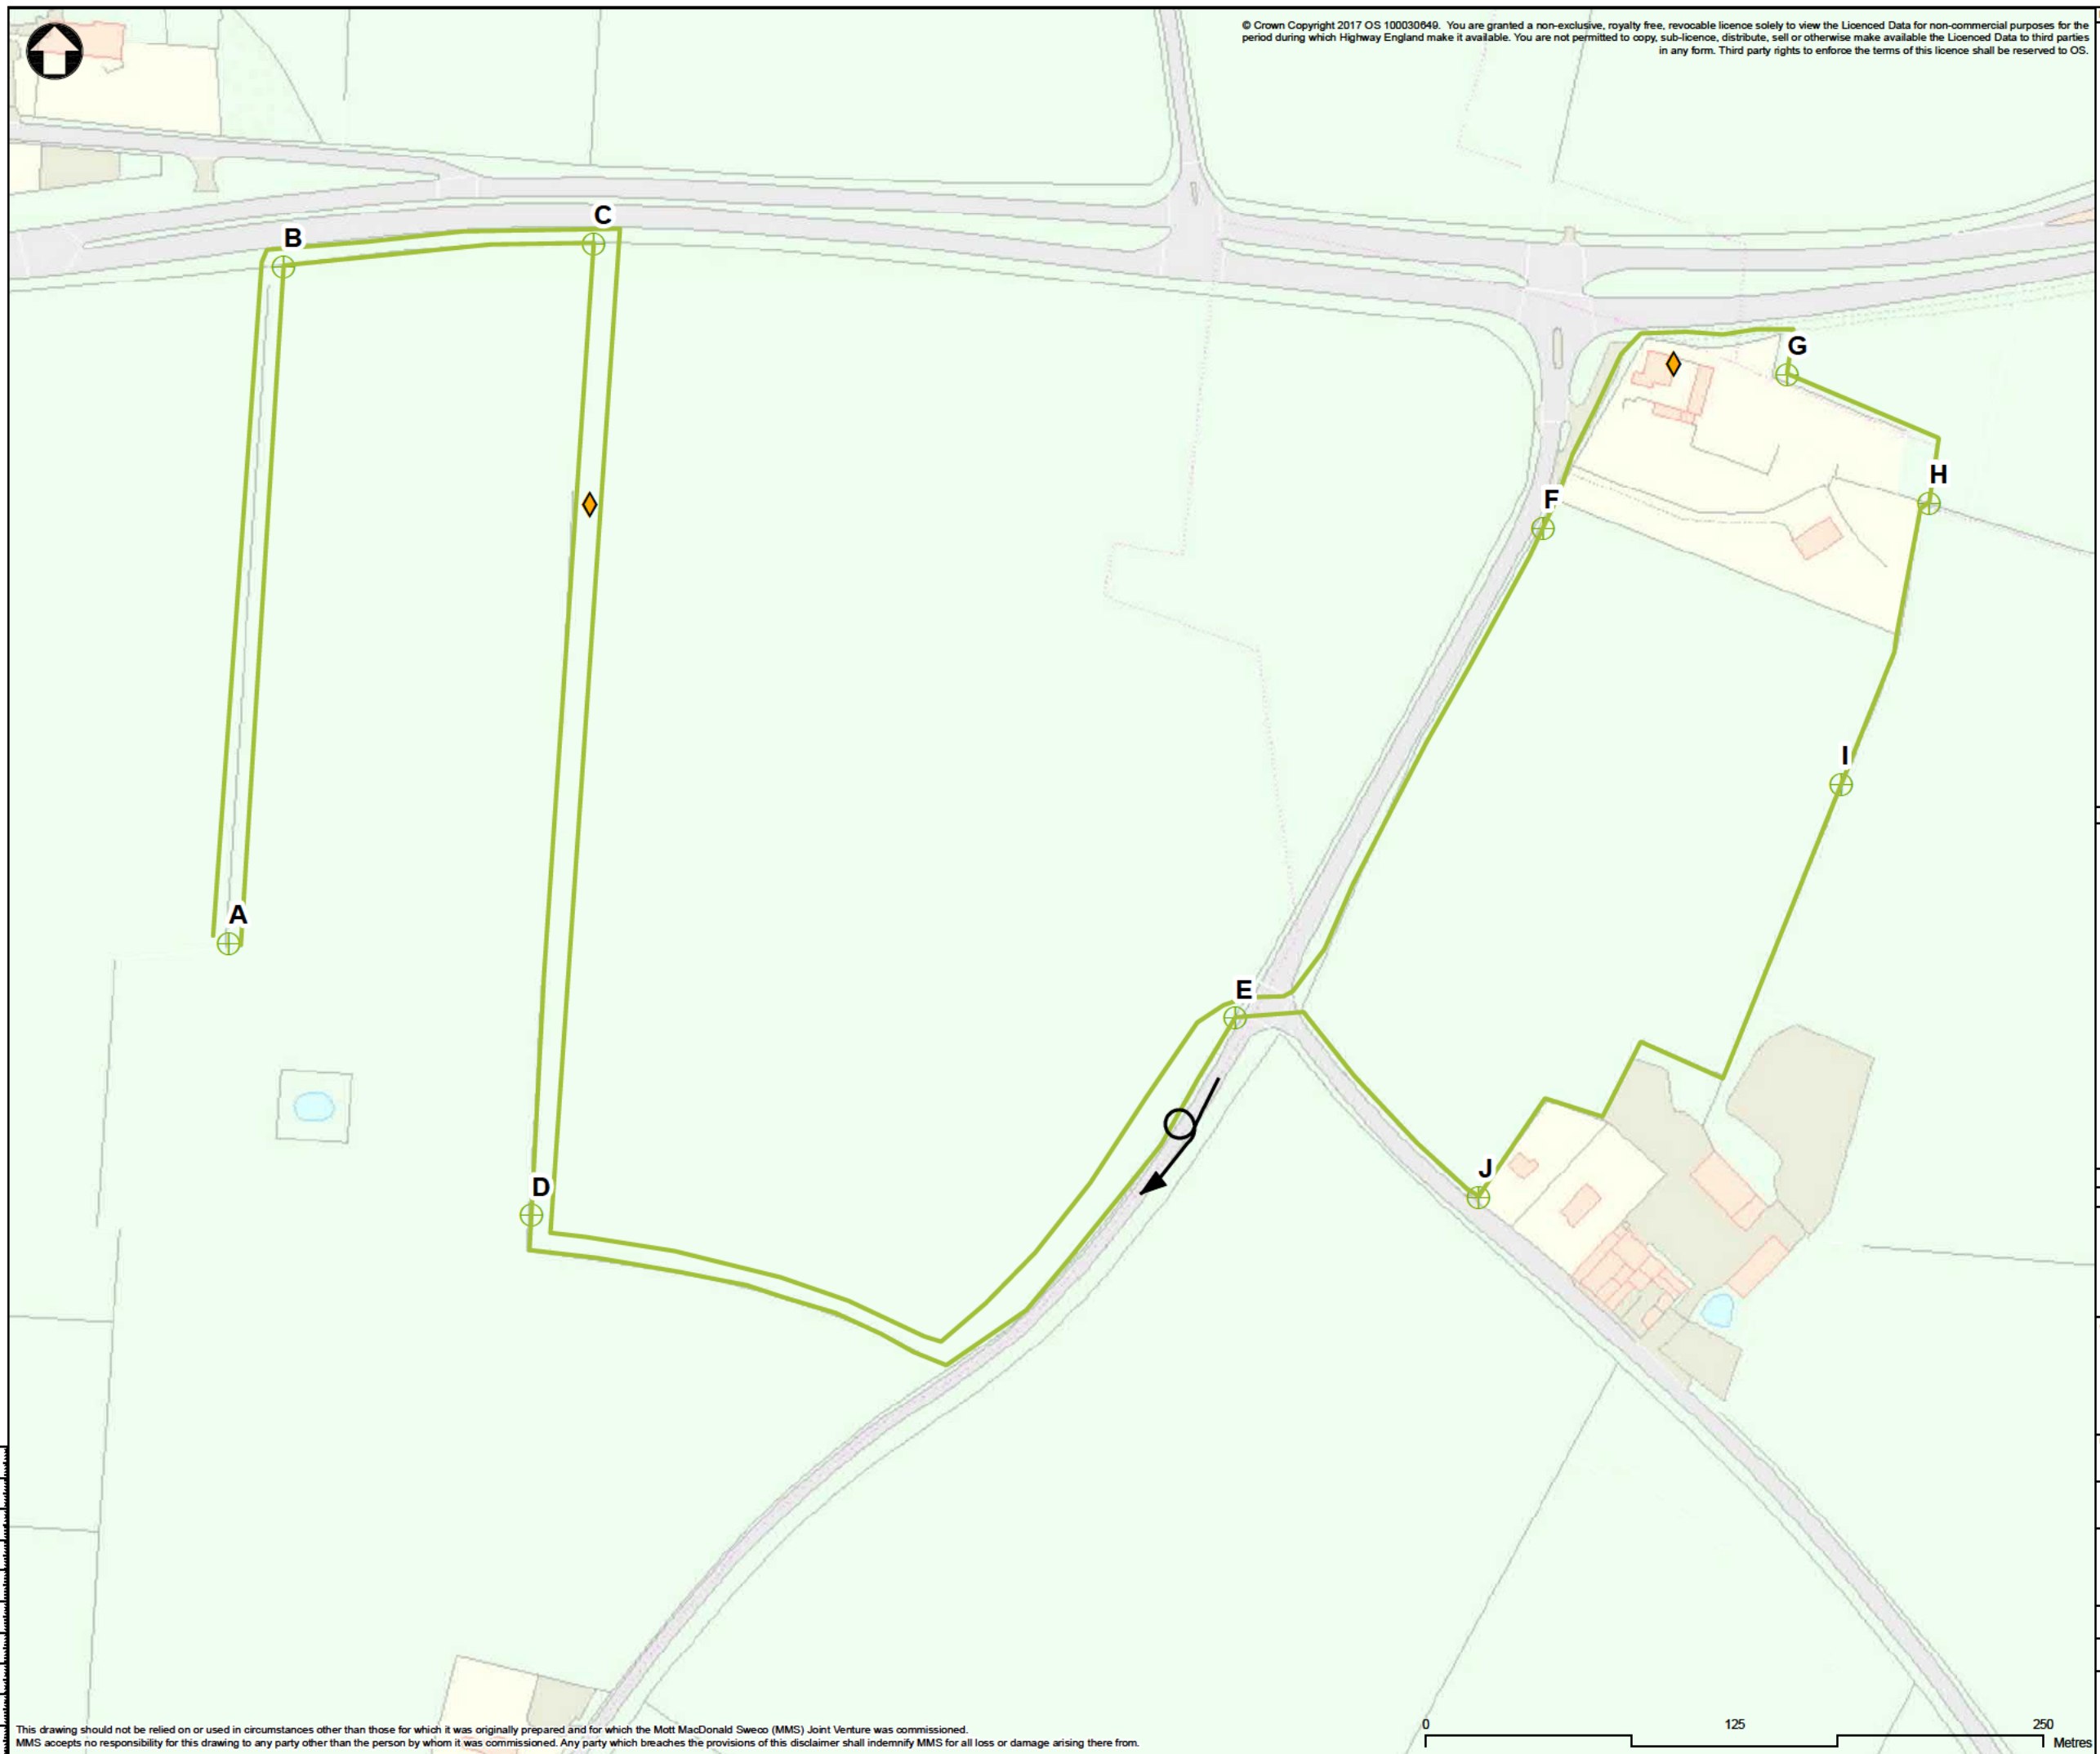 © Crown Copyright 2017 OS 100030649. You are granted a non-exclusive, royalty free, revocable licence solely to view the Licenced Data for non-commercial purposes for the
period during which Highway England make it available. You are not permitted to copy, sub-licence, distribute, sell or otherwise make available the Licenced Data to third parties
in any form. Third party rights to enforce the terms of this licence shall be reserved to OS.
C
B
G
H
F
I
A
E
J
D
This drawing should not be relied on or used in circumstances other than those for which it was originally prepared and for which the Mott MacDonald Sweco (MMS) Joint Venture was commissioned.
MMS accepts no responsibility for this drawing to any party other than the person by whom it was commissioned. Any party which breaches the provisions of this disclaimer shall indemnify MMS for all loss or damage arising there from.
0 125 250
Metres